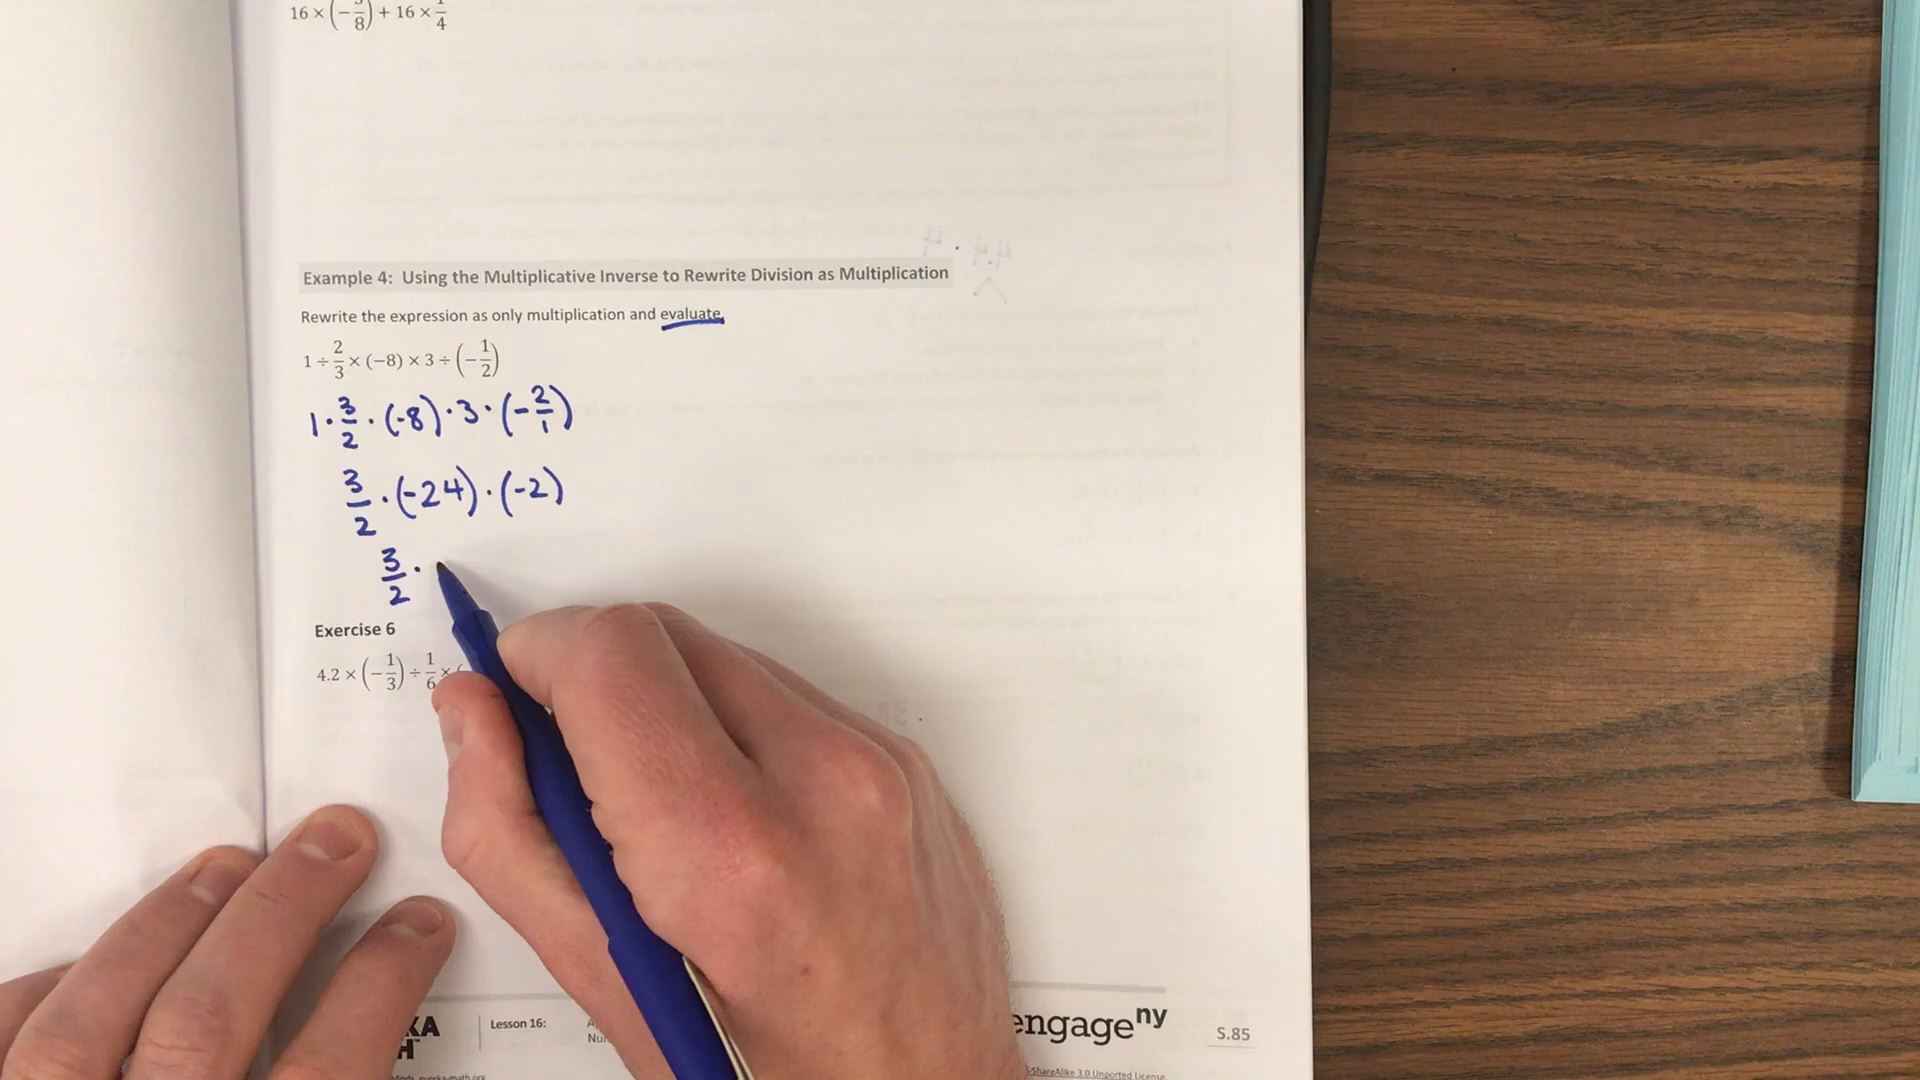 16 × (− /8) + 16 × /4
Example 4: Using the Multiplicative Inverse to Rewrite Division as Multiplication
Rewrite the expression as only multiplication and evaluate.
1 ÷ 2/3 × (−8) × 3 ÷ (−1/2)
1 · 3/2 · (-8) · 3 · (-2/1)
3/2 · (-24) · (-2)
3/2 ·
Exercise 6
4.2 × (−1/3) ÷ 1/6 ×
Lesson 16:
engage ny
S.85
ShareAlike 3.0 Unported License.
eureka-math.org